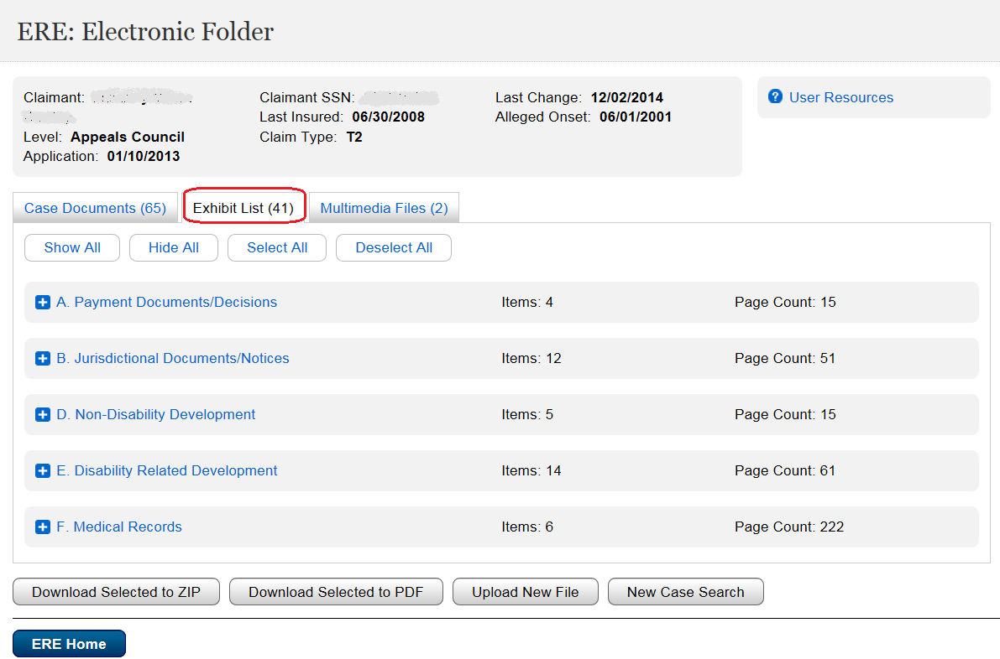 ERE: Electronic Folder
Claimant:
Claimant SSN:
Last Change: 12/02/2014
User Resources
Last Insured: 06/30/2008
Alleged Onset: 06/01/2001
Level: Appeals Council
Claim Type: T2
Application: 01/10/2013
Case Documents (65)
Exhibit List (41)
Multimedia Files (2)
Show All
Hide All
Select All
Deselect All
A. Payment Documents/Decisions Items: 4 Page Count: 15
B. Jurisdictional Documents/Notices Items: 12 Page Count: 51
D. Non-Disability Development Items: 5 Page Count: 15
E. Disability Related Development Items: 14 Page Count: 61
F. Medical Records Items: 6 Page Count: 222
Download Selected to ZIP
Download Selected to PDF
Upload New File
New Case Search
ERE Home